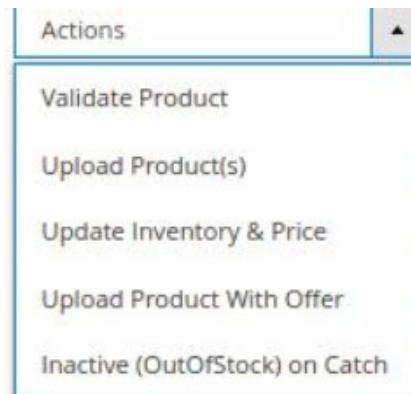 Actions
Validate Product
Upload Product(s)
Update Inventory & Price
Upload Product With Offer
Inactive (OutOfStock) on Catch